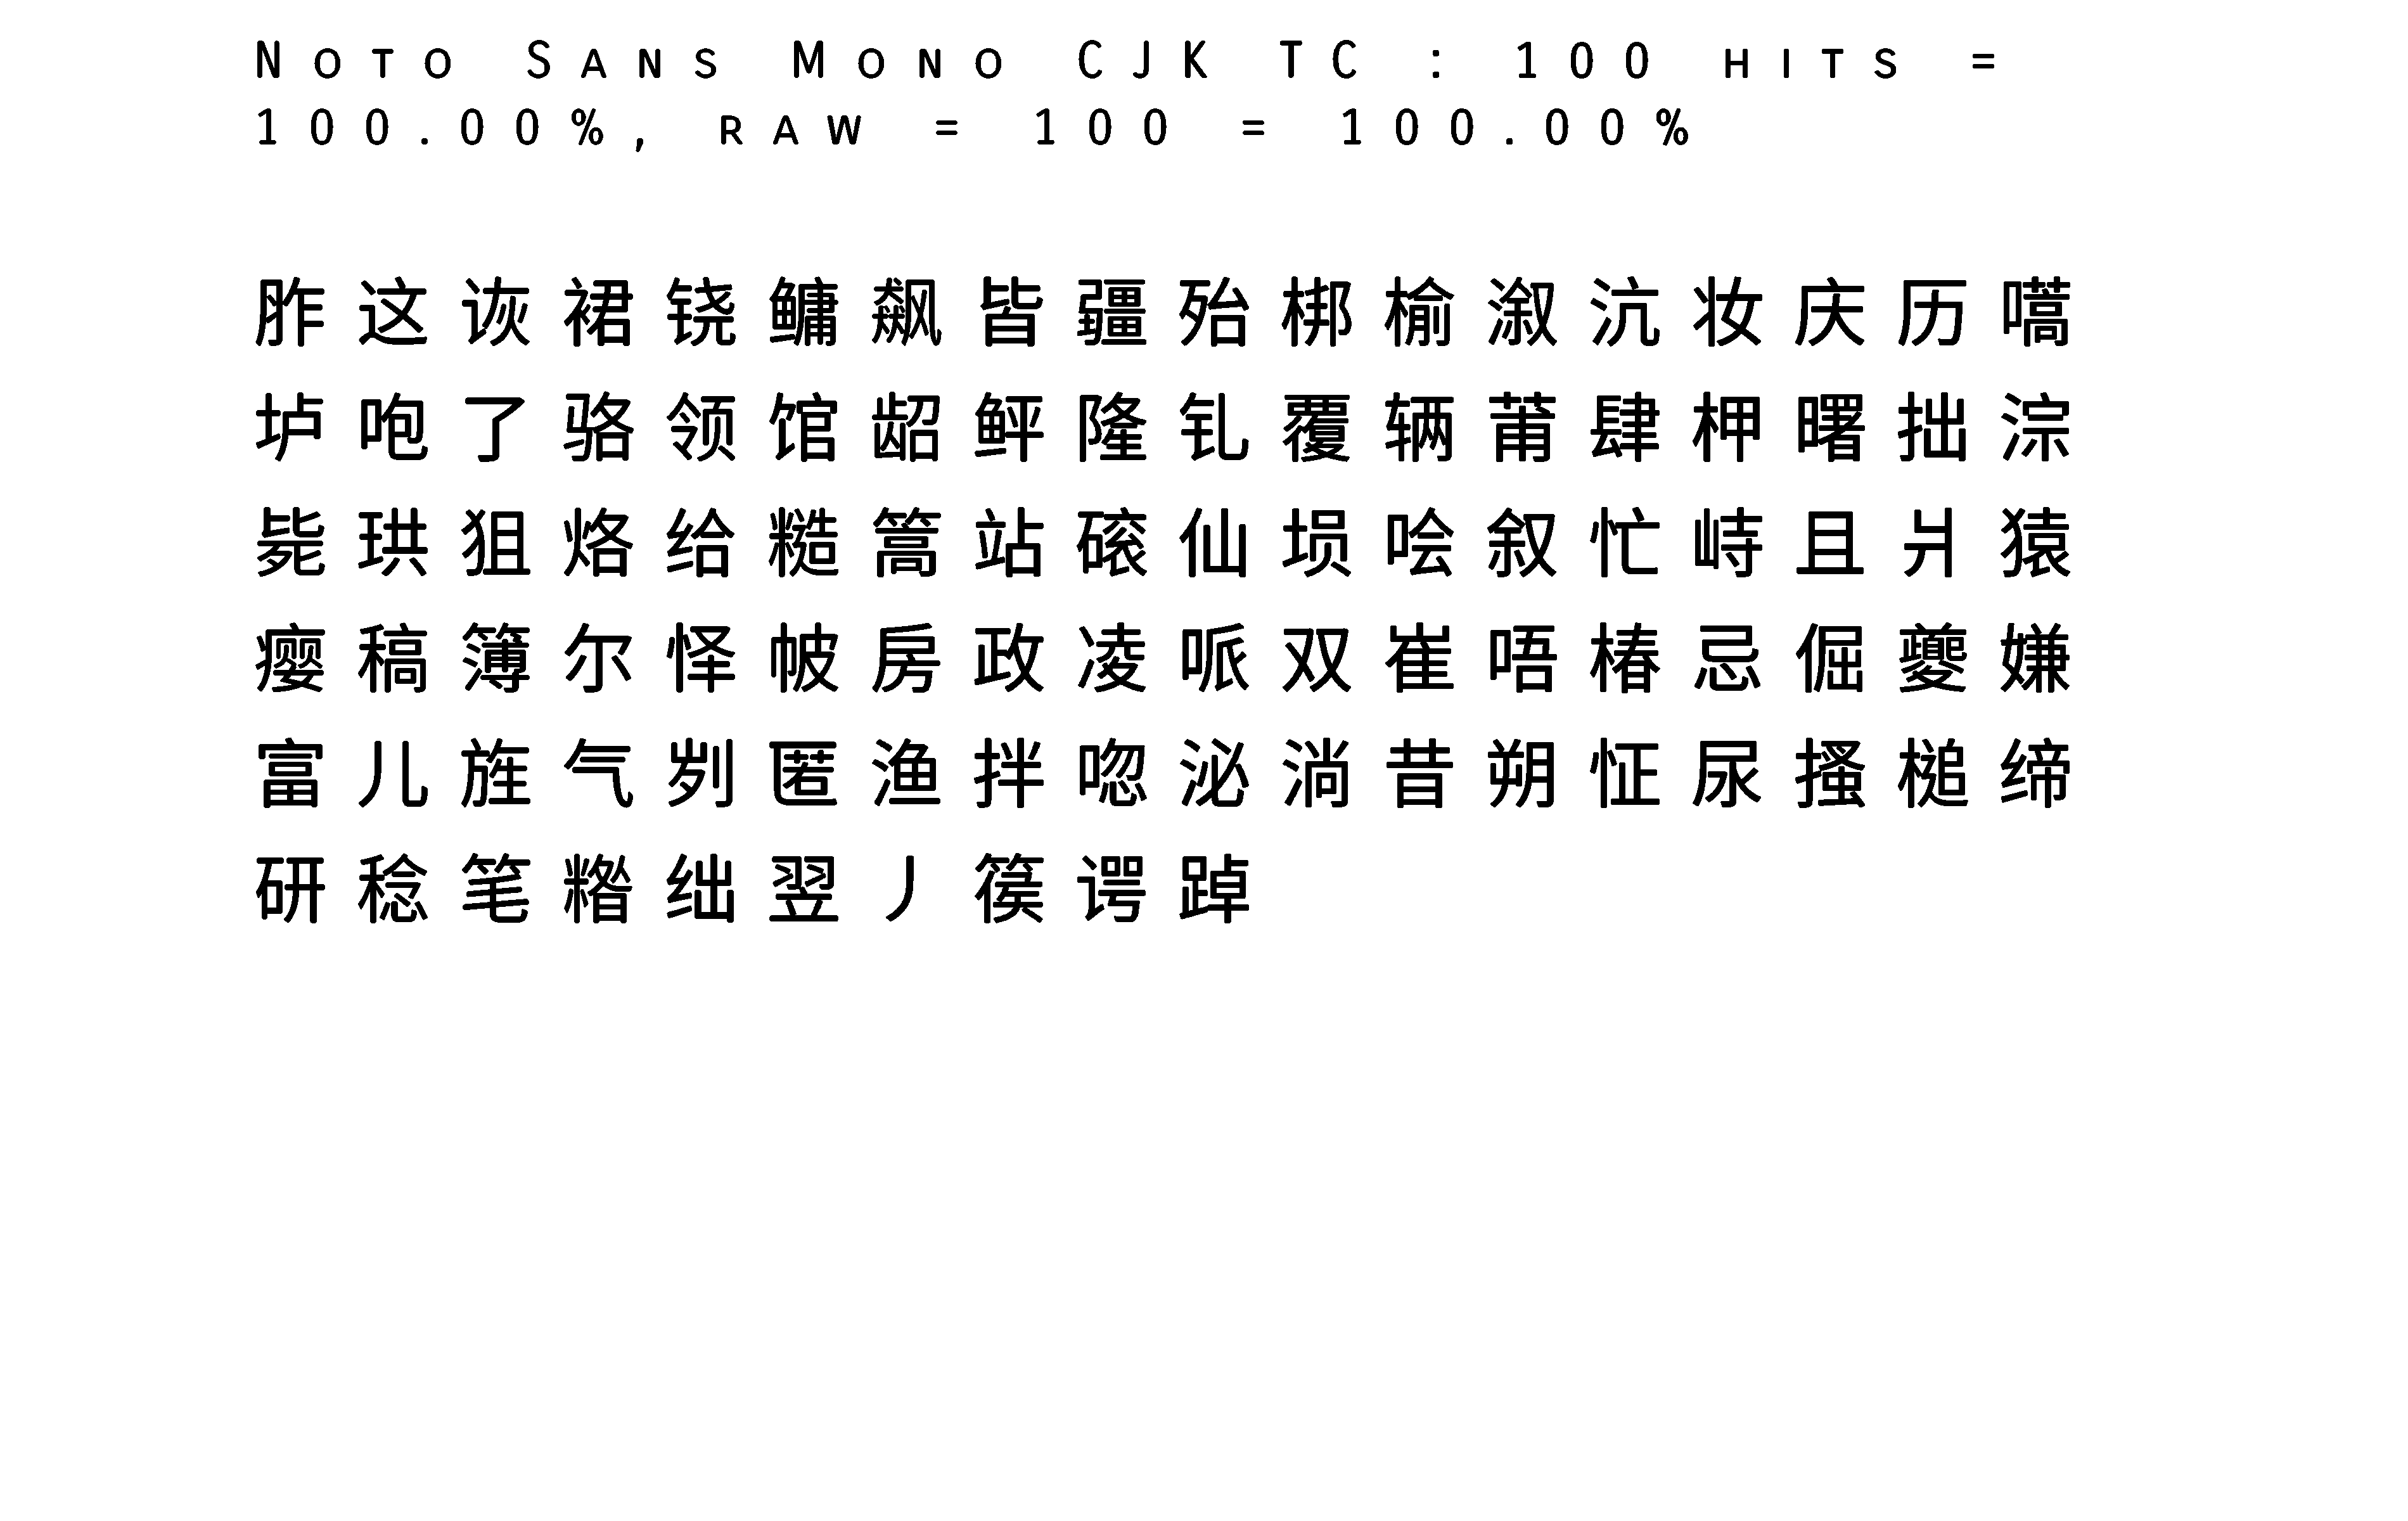 Noto Sans Mono CJK TC : 100 hits =
100.00%, raw = 100 = 100.00%
胙 这 诙 裙 铙 鳙 飙 皆 疆 殆 梆 榆 溆 沆 妆 庆 历 嚆
垆 咆 了 骆 领 馆 龆 鲆 隆 钆 覆 辆 莆 肆 柙 曙 拙 淙
毙 珙 狙 烙 给 糙 篙 站 磙 仙 埙 哙 叙 忙 峙 且 爿 猿
瘿 稿 簿 尔 怿 帔 房 政 凌 哌 双 崔 唔 椿 忌 倔 夔 嫌
富 儿 旌 气 刿 匿 渔 拌 唿 泌 淌 昔 朔 怔 尿 搔 槌 缔
研 稔 笔 糌 绌 翌 丿 篌 谔 踔